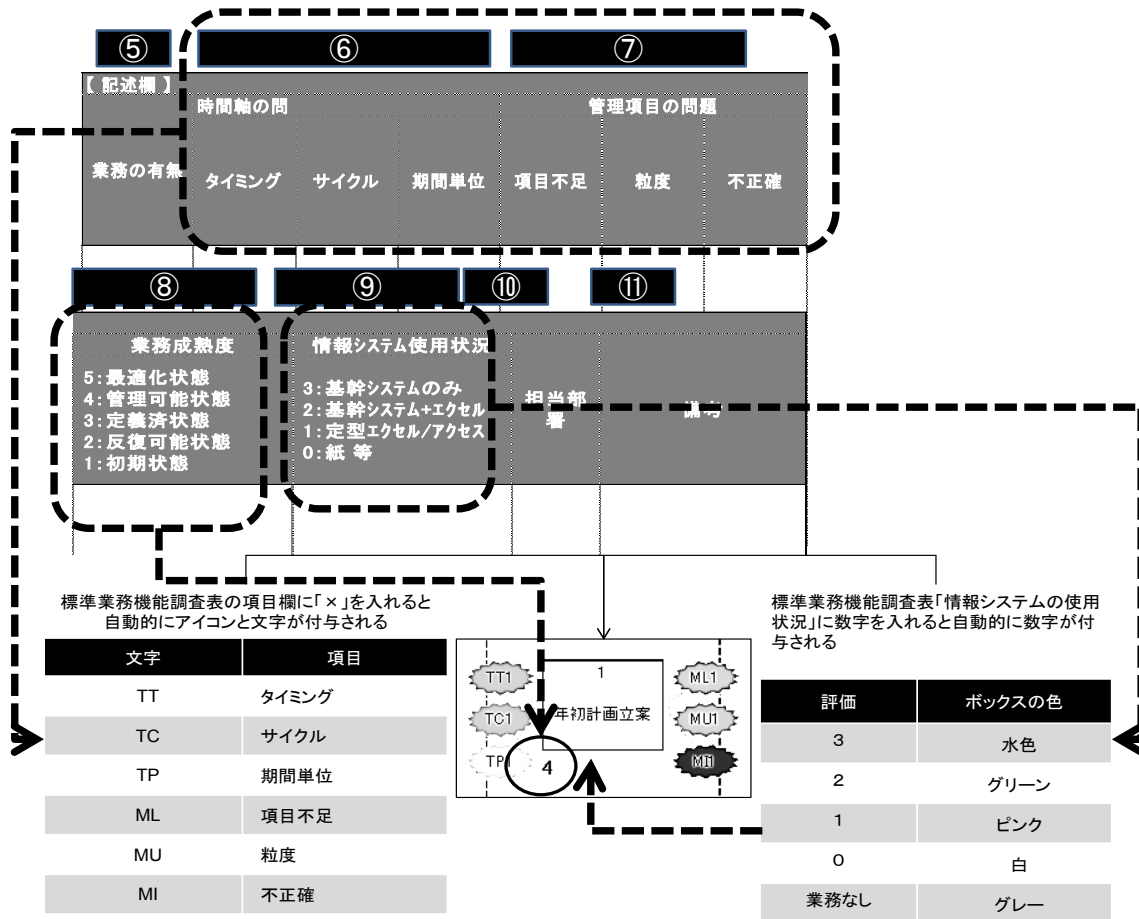 ⑤ ⑥ ⑦
【 記述欄 】
時間軸の問 管理項目の問題
業務の有無 タイミング サイクル 期間単位 項目不足 粒度 不正確
⑧ ⑨ ⑩ ⑪
業務成熟度
5:最適化状態
4:管理可能状態
3:定義済状態
2:反復可能状態
1:初期状態
情報システム使用状況
3:基幹システムのみ
2:基幹システム+エクセル
1:定型エクセル/アクセス
0:紙 等
担当部
署
備考
標準業務機能調査表の項目欄に「×」を入れると
自動的にアイコンと文字が付与される
文字 項目
TT タイミング
TC サイクル
TP 期間単位
ML 項目不足
MU 粒度
MI 不正確
TT1 1 ML1
TC1 年初計画立案 MU1
TP1 4 MI1
標準業務機能調査表「情報システムの使用
状況」に数字を入れると自動的に数字が付
与される
評価 ボックスの色
3 水色
2 グリーン
1 ピンク
0 白
業務なし グレー